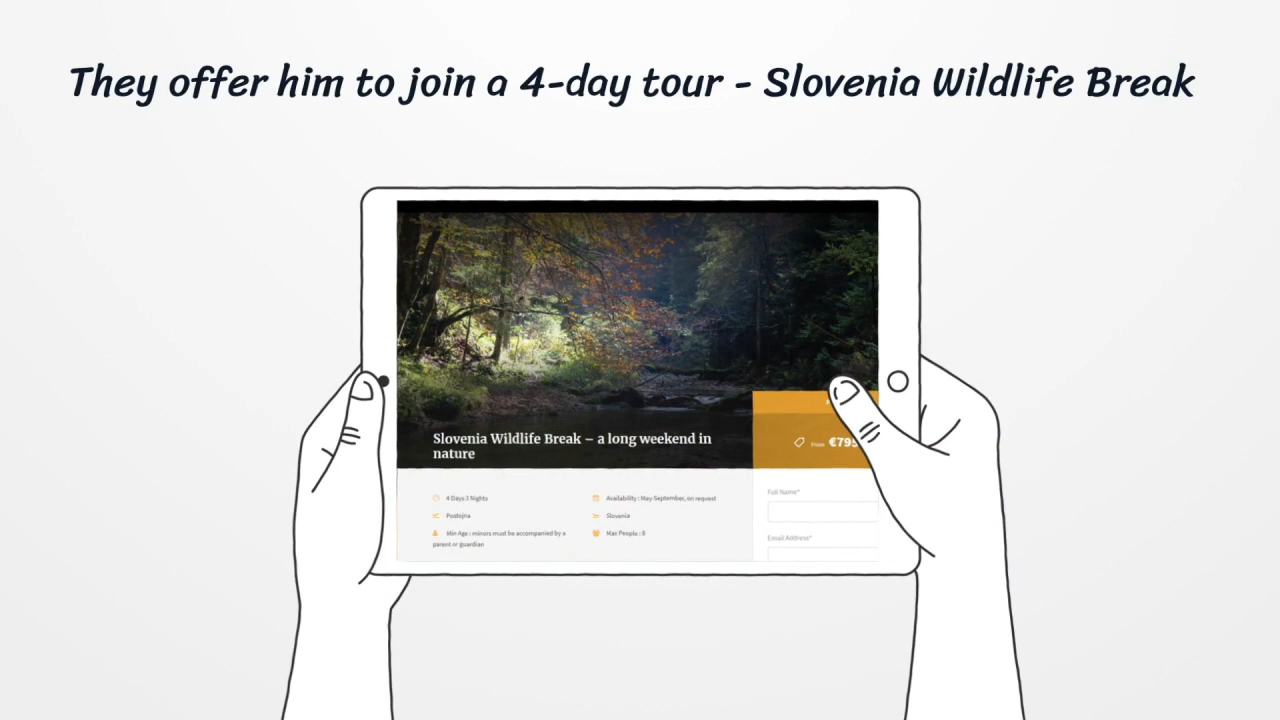 They offer him to join a 4-day tour - Slovenia Wildlife Break
Slovenia Wildlife Break – a long weekend in
nature
From €795
4 Days 3 Nights
Availability : May-September, on request
Postojna
Slovenia
Min Age : minors must be accompanied by a
parent or guardian
Max People : 8
Full Name*
Email Address*